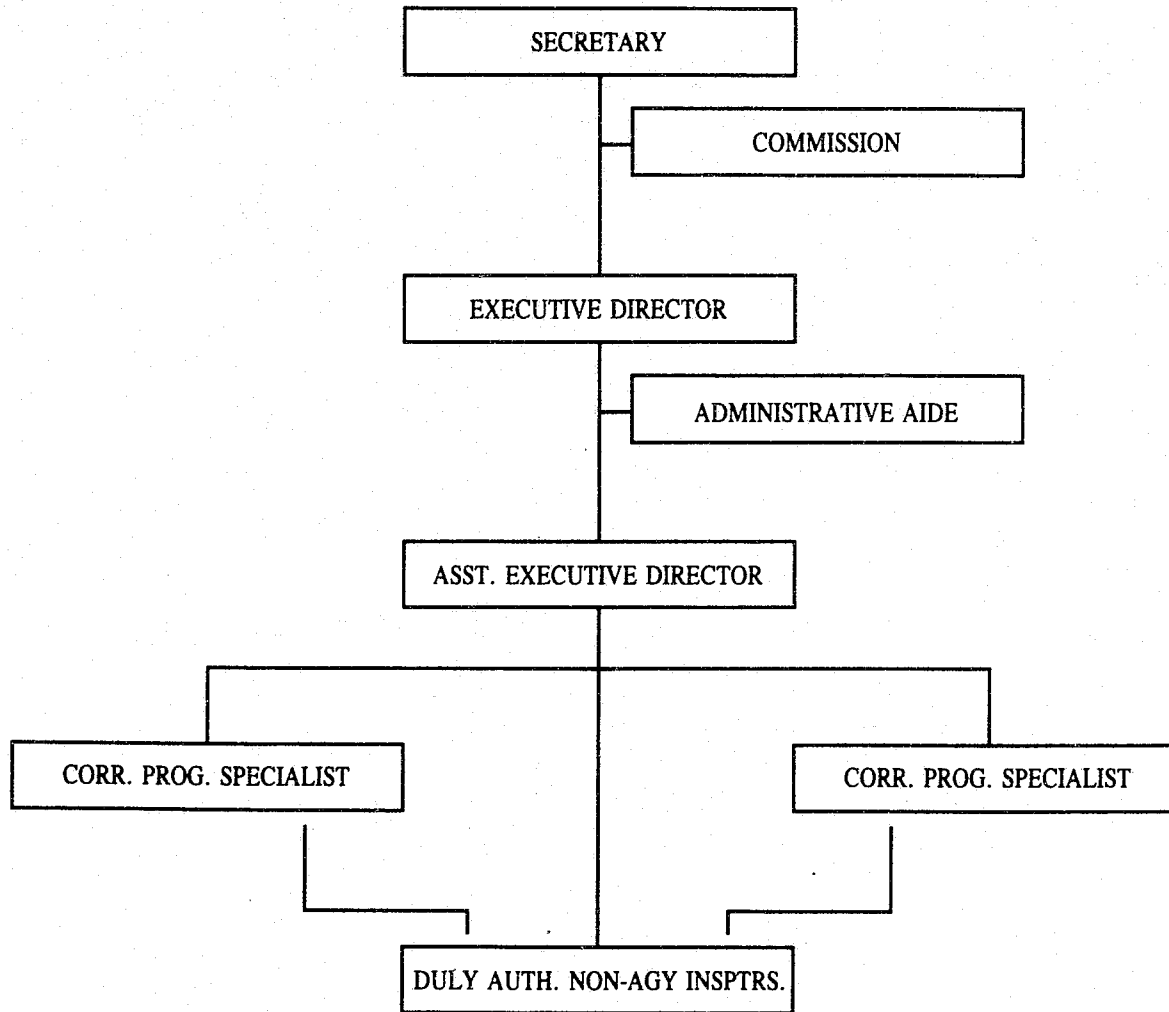 SECRETARY
COMMISSION
EXECUTIVE DIRECTOR
ADMINISTRATIVE AIDE
ASST. EXECUTIVE DIRECTOR
CORR. PROG. SPECIALIST
CORR. PROG. SPECIALIST
DULY AUTH. NON-AGY INSPTRS.